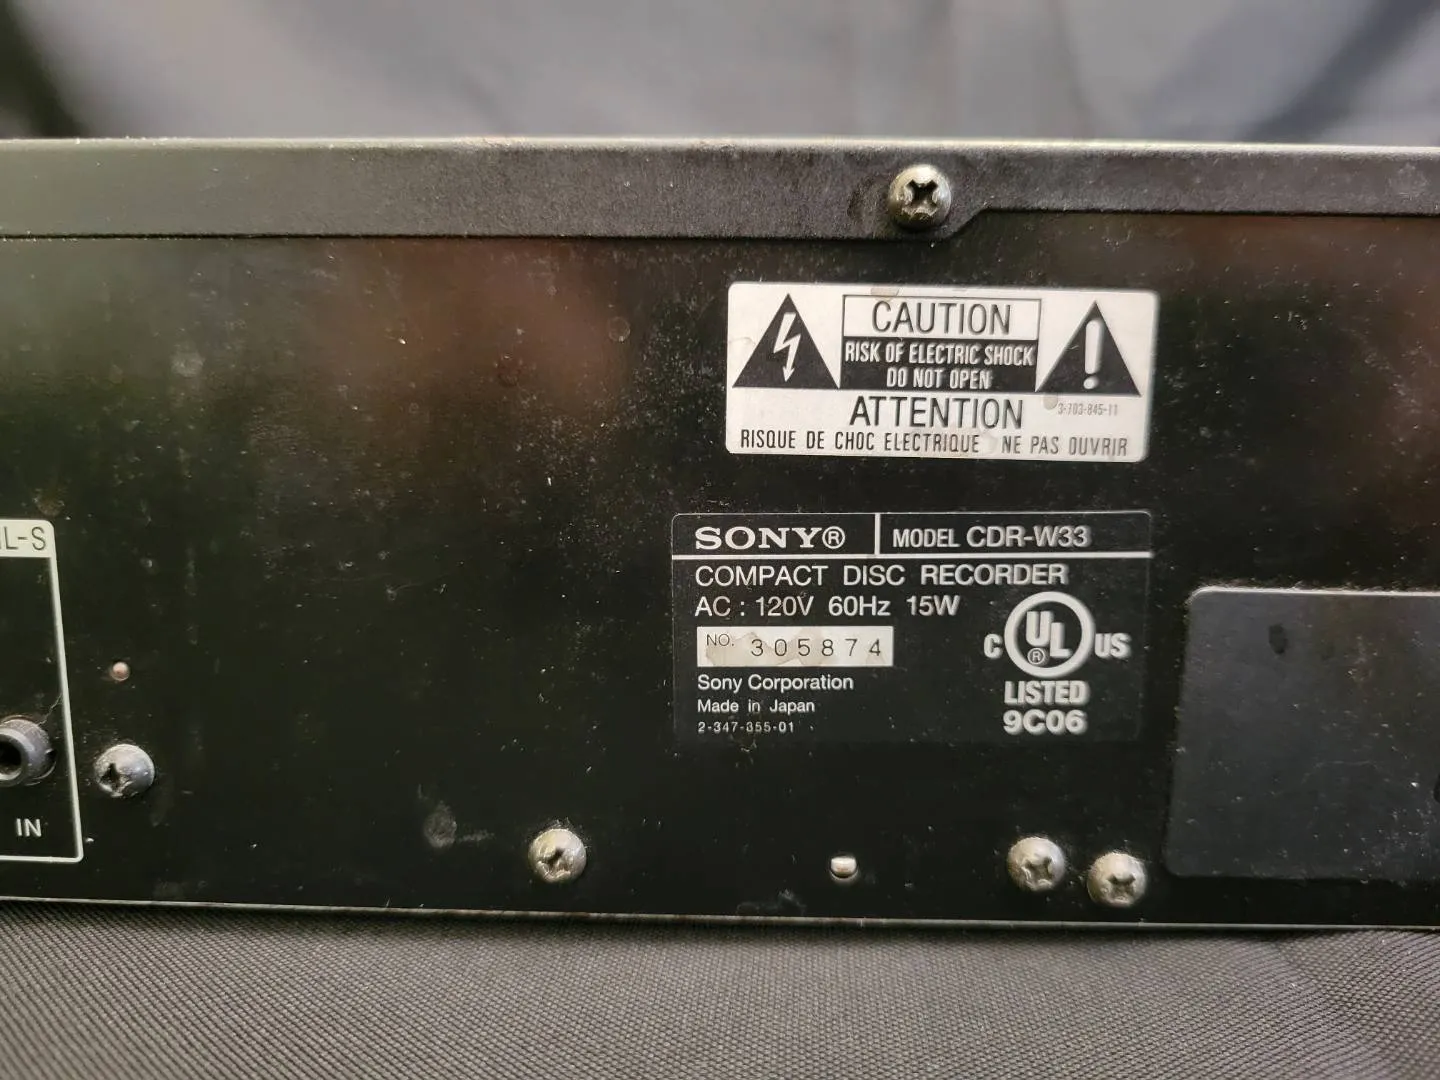 CAUTION
RISK OF ELECTRIC SHOCK
DO NOT OPEN
ATTENTION
3-703-845-11
RISQUE DE CHOC ELECTRIQUE NE PAS OUVRIR
L-S
SONY® MODEL CDR-W33
COMPACT DISC RECORDER
AC : 120V 60Hz 15W
NO. 305874
C UL® US
LISTED
9C06
Sony Corporation
Made in Japan
2-347-355-01
IN